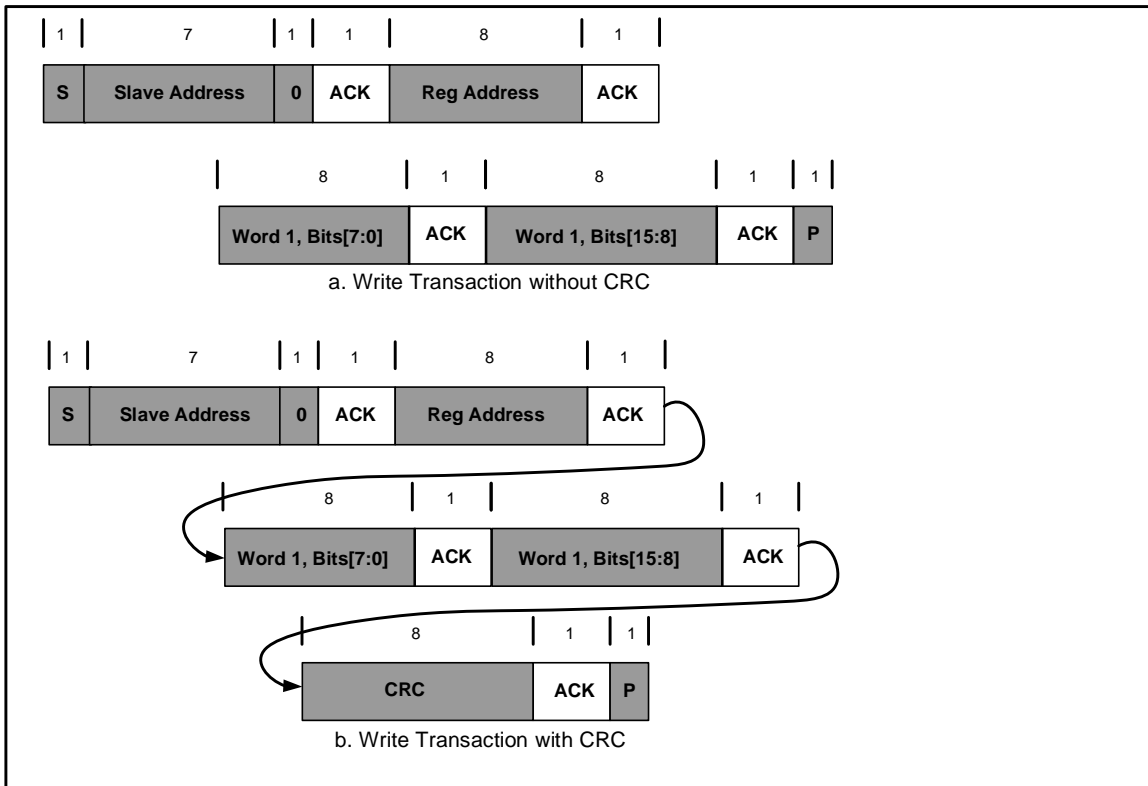 1 7 1 1 8 1
S Slave Address 0 ACK Reg Address ACK
8 1 8 1 1
Word 1, Bits[7:0] ACK Word 1, Bits[15:8] ACK P
a. Write Transaction without CRC
1 7 1 1 8 1
S Slave Address 0 ACK Reg Address ACK
8 1 8 1
Word 1, Bits[7:0] ACK Word 1, Bits[15:8] ACK
8 1 1
CRC ACK P
b. Write Transaction with CRC